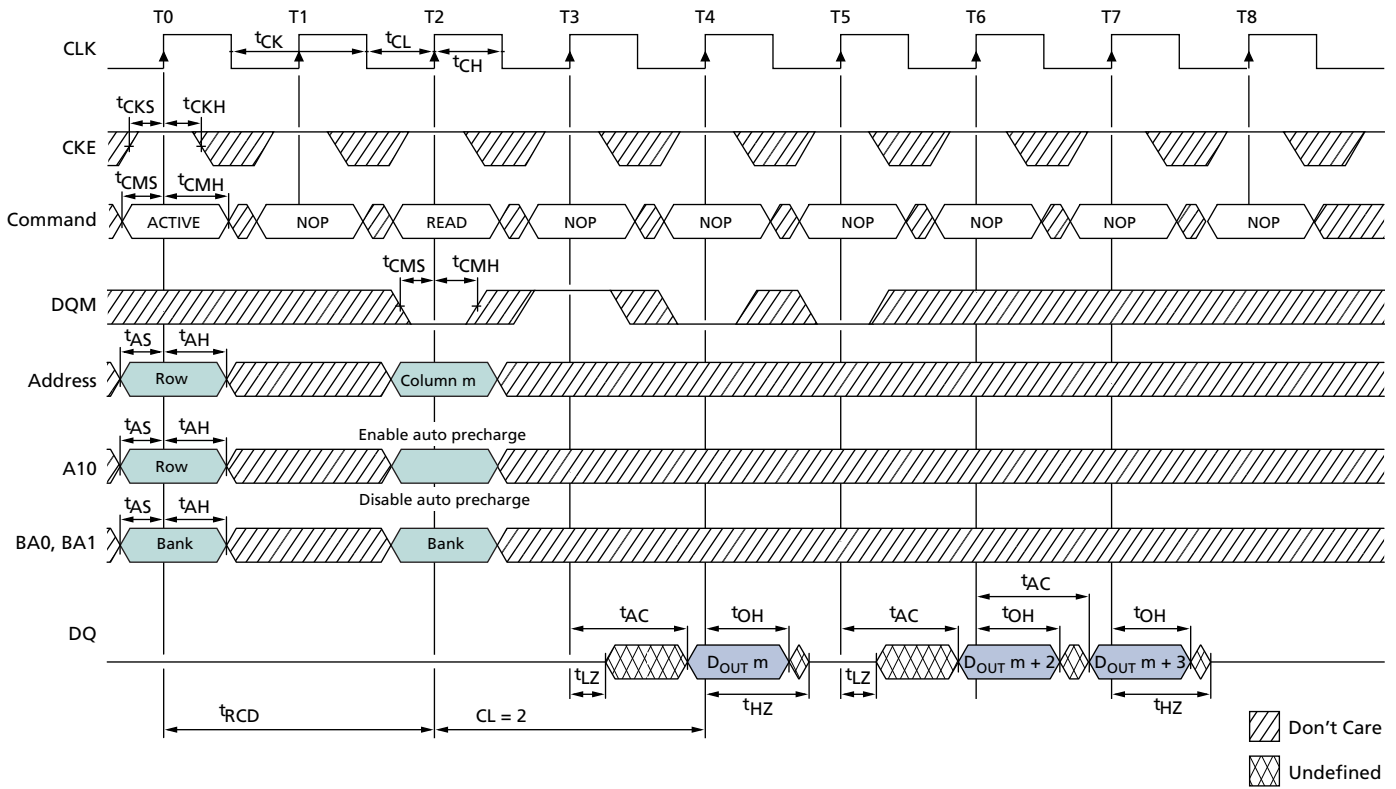 T0 T1 T2 T3 T4 T5 T6 T7 T8
CLK
tCK tCL
tCH
tCKS tCKH
CKE
tCMS tCMH
Command ACTIVE NOP READ NOP NOP NOP NOP NOP NOP
tCMS tCMH
DQM
tAS tAH
Address Row Column m
tAS tAH Enable auto precharge
A10 Row
Disable auto precharge
tAS tAH
BA0, BA1 Bank Bank
tAC
tAC tOH tAC tOH tOH
DQ
DOUT m DOUT m + 2 DOUT m + 3
tLZ tLZ
tHZ tHZ
tRCD CL = 2
Don't Care
Undefined